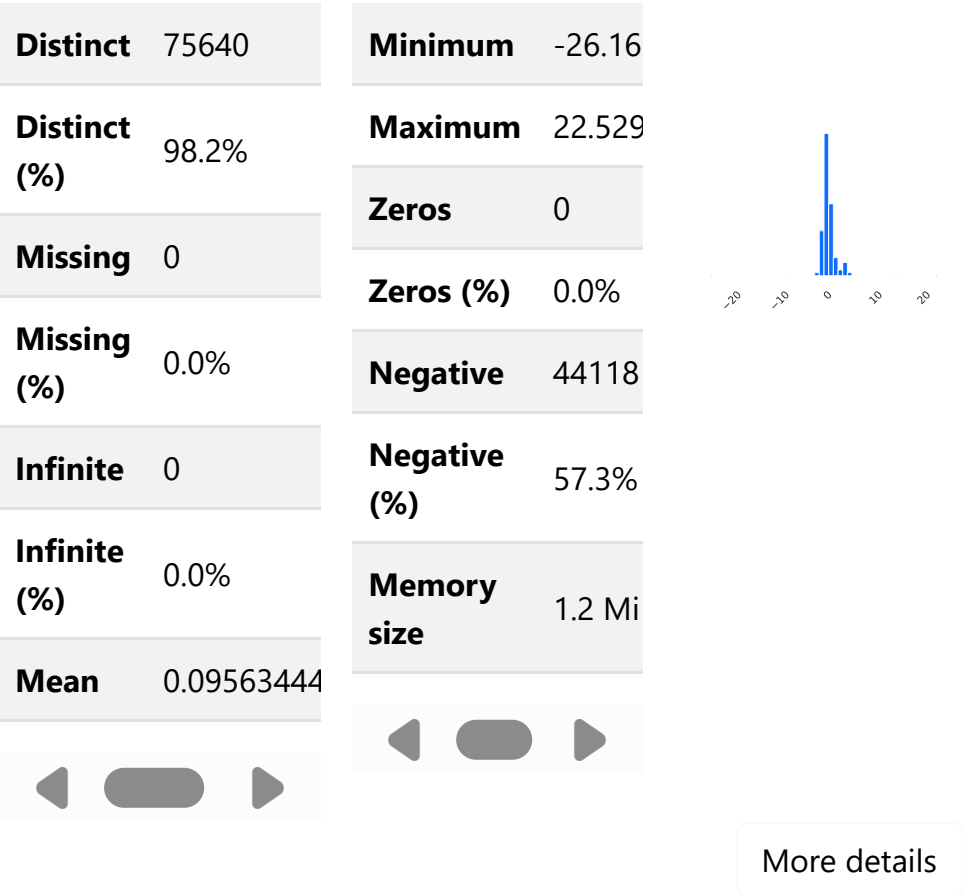 Distinct 75640
Distinct
(%) 98.2%
Missing 0
Missing
(%) 0.0%
Infinite 0
Infinite
(%) 0.0%
Mean 0.09563444
Minimum -26.16
Maximum 22.529
Zeros 0
Zeros (%) 0.0%
Negative 44118
Negative
(%) 57.3%
Memory
size 1.2 Mi
−20 −10 0 10 20
More details